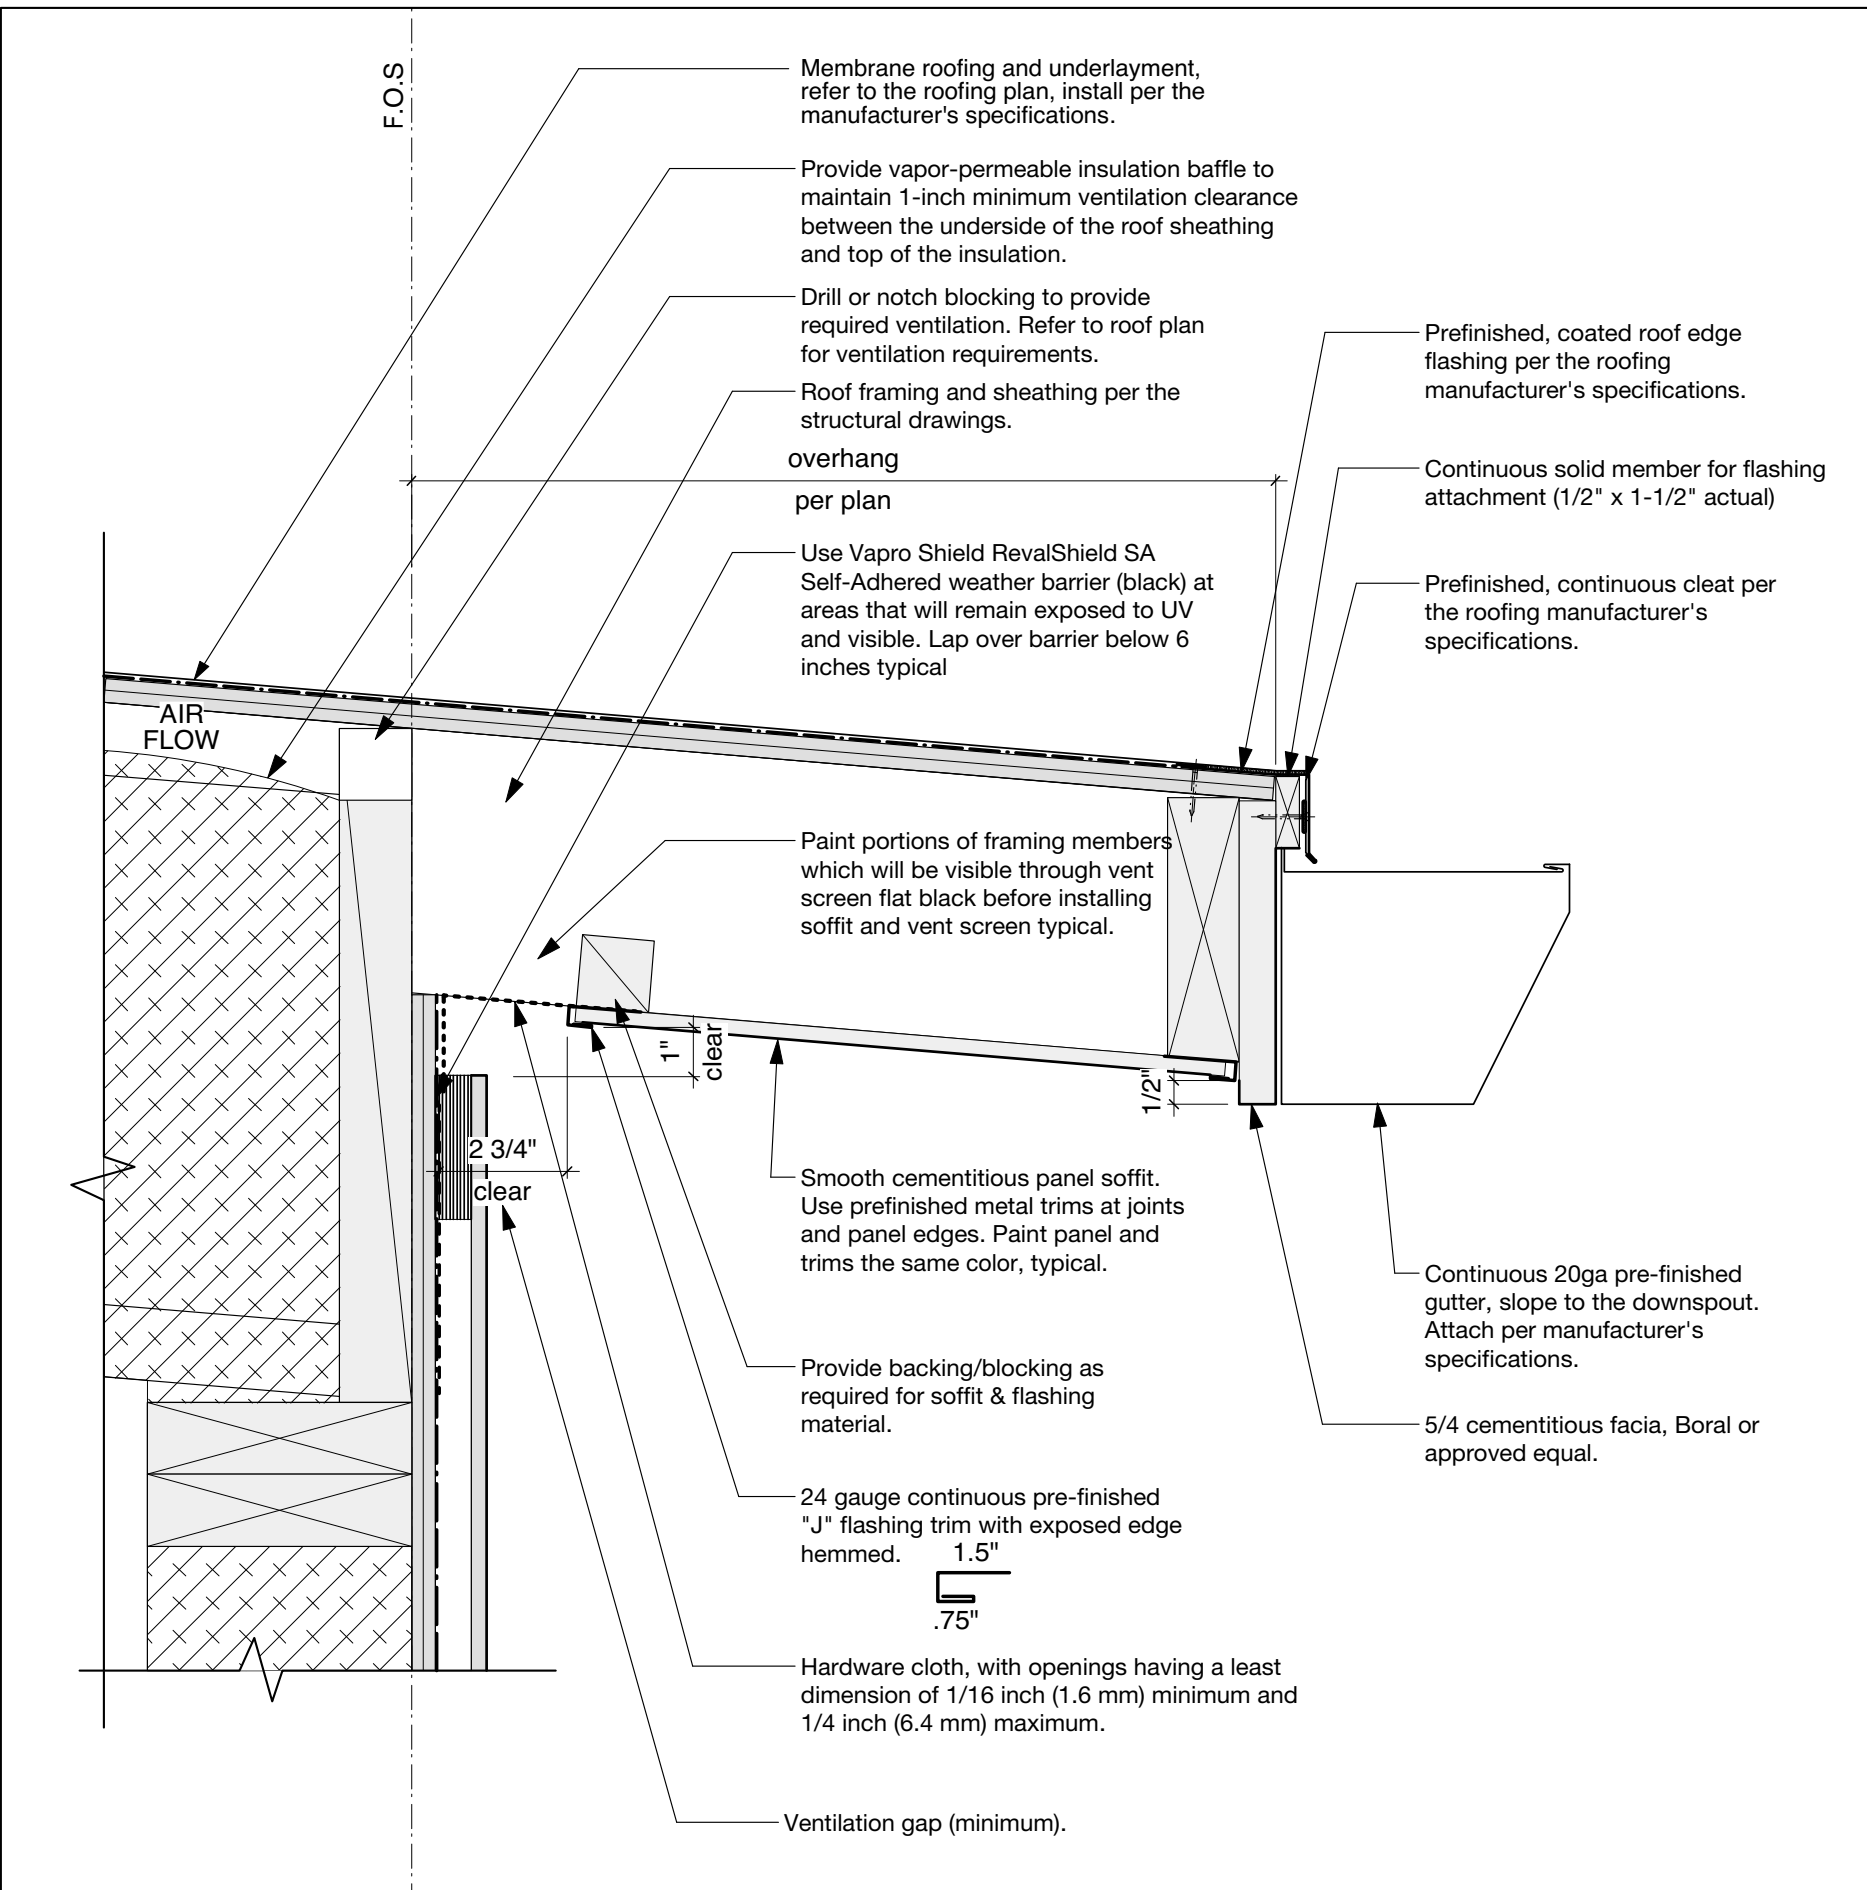 F.O.S
Membrane roofing and underlayment,
refer to the roofing plan, install per the
manufacturer's specifications.
Provide vapor-permeable insulation baffle to
maintain 1-inch minimum ventilation clearance
between the underside of the roof sheathing
and top of the insulation.
Drill or notch blocking to provide
required ventilation. Refer to roof plan
for ventilation requirements.
Roof framing and sheathing per the
structural drawings.
overhang
per plan
Use Vapro Shield RevalShield SA
Self-Adhered weather barrier (black) at
areas that will remain exposed to UV
and visible. Lap over barrier below 6
inches typical
Prefinished, coated roof edge
flashing per the roofing
manufacturer's specifications.
Continuous solid member for flashing
attachment (1/2" x 1-1/2" actual)
Prefinished, continuous cleat per
the roofing manufacturer's
specifications.
AIR
FLOW
Paint portions of framing members
which will be visible through vent
screen flat black before installing
soffit and vent screen typical.
1"
clear
1/2"
2 3/4"
clear
Smooth cementitious panel soffit.
Use prefinished metal trims at joints
and panel edges. Paint panel and
trims the same color, typical.
Continuous 20ga pre-finished
gutter, slope to the downspout.
Attach per manufacturer's
specifications.
Provide backing/blocking as
required for soffit & flashing
material.
5/4 cementitious facia, Boral or
approved equal.
24 gauge continuous pre-finished
"J" flashing trim with exposed edge
hemmed.
1.5"
.75"
Hardware cloth, with openings having a least
dimension of 1/16 inch (1.6 mm) minimum and
1/4 inch (6.4 mm) maximum.
Ventilation gap (minimum).